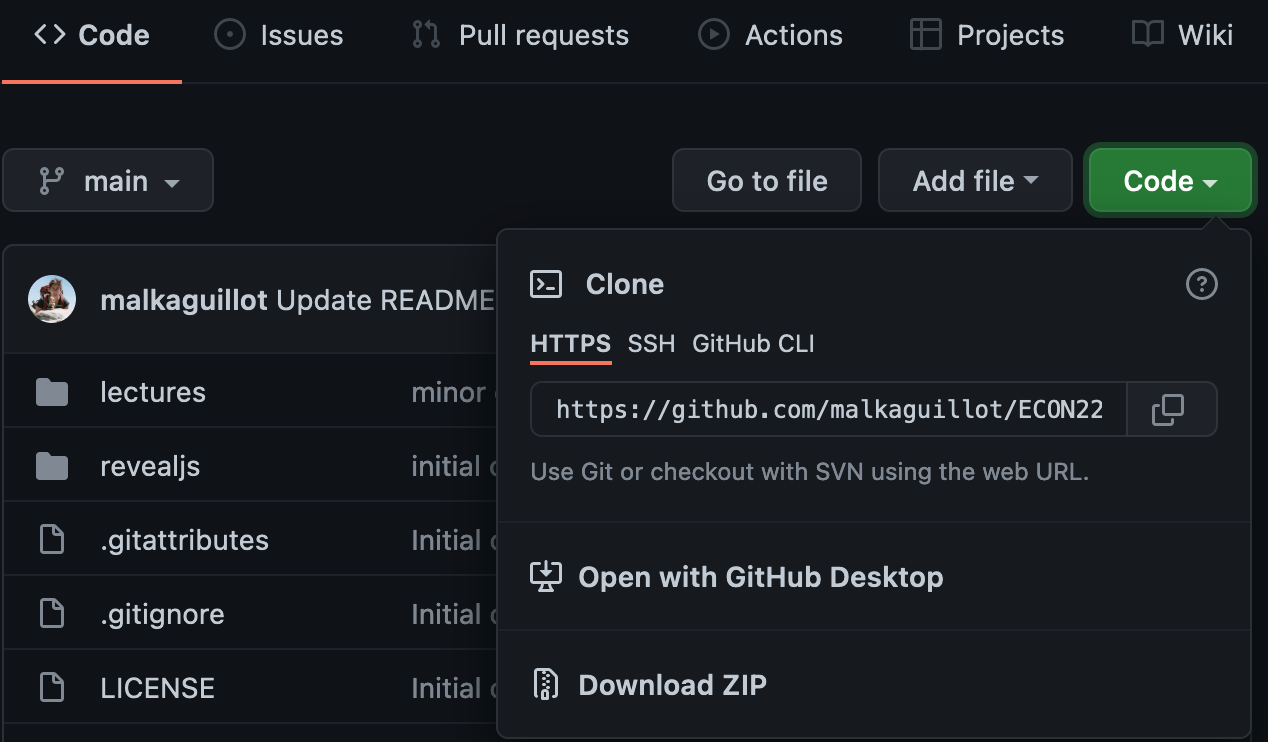 Code Issues Pull requests Actions Projects Wiki
main Go to file Add file Code
malkaguillot Update README
lectures minor
revealjs initial
.gitattributes Initial
.gitignore Initial
LICENSE Initial
Clone
HTTPS SSH GitHub CLI
https://github.com/malkaguillot/ECON22
Use Git or checkout with SVN using the web URL.
Open with GitHub Desktop
Download ZIP